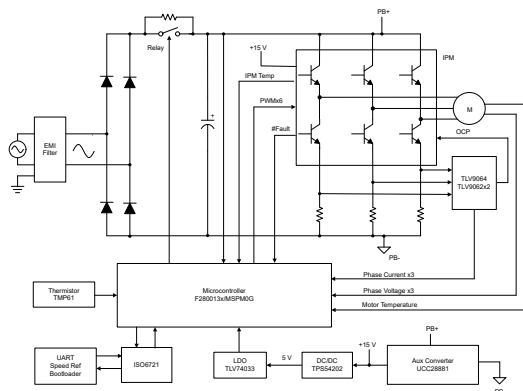 PB+
+15 V
IPM
Relay
IPM Temp
PWMx6
#Fault
M
OCP
EMI
Filter
TLV9064
TLV9062x2
PB-
Thermistor
TMP61
Microcontroller
F280013x/MSPM0G
Phase Current x3
Phase Voltage x3
Motor Temperature
UART
Speed Ref
Bootloader
ISO6721
LDO
TLV74033
5 V
DC/DC
TPS54202
+15 V
PB+
Aux Converter
UCC28881